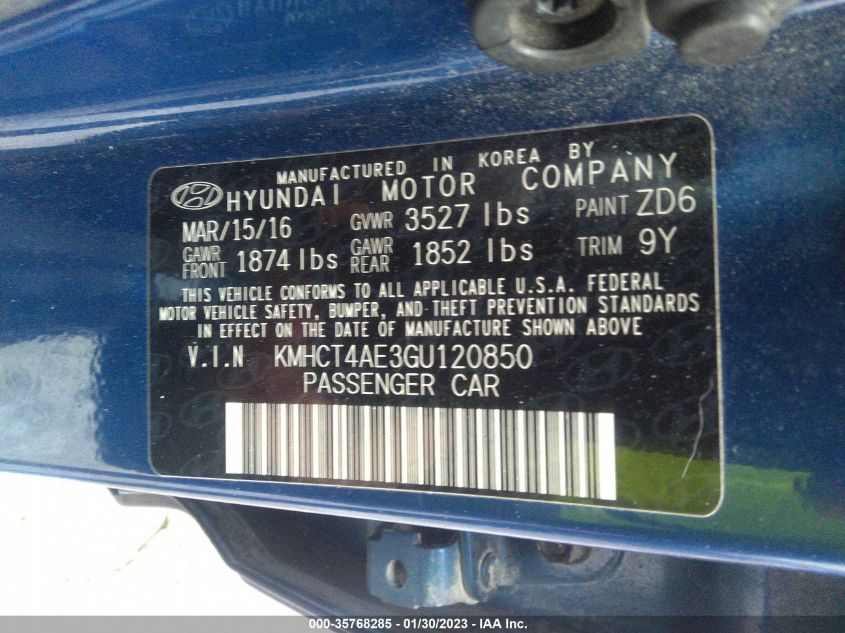 MANUFACTURED IN KOREA BY
HYUNDAI MOTOR COMPANY
MAR/15/16 GVWR 3527 lbs PAINT ZD6
GAWR FRONT 1874 lbs GAWR REAR 1852 lbs TRIM 9Y
THIS VEHICLE CONFORMS TO ALL APPLICABLE U.S.A. FEDERAL
MOTOR VEHICLE SAFETY, BUMPER, AND THEFT PREVENTION STANDARDS
IN EFFECT ON THE DATE OF MANUFACTURE SHOWN ABOVE
V.I.N KMHCT4AE3GU120850
PASSENGER CAR
000-35768285 - 01/30/2023 - IAA Inc.